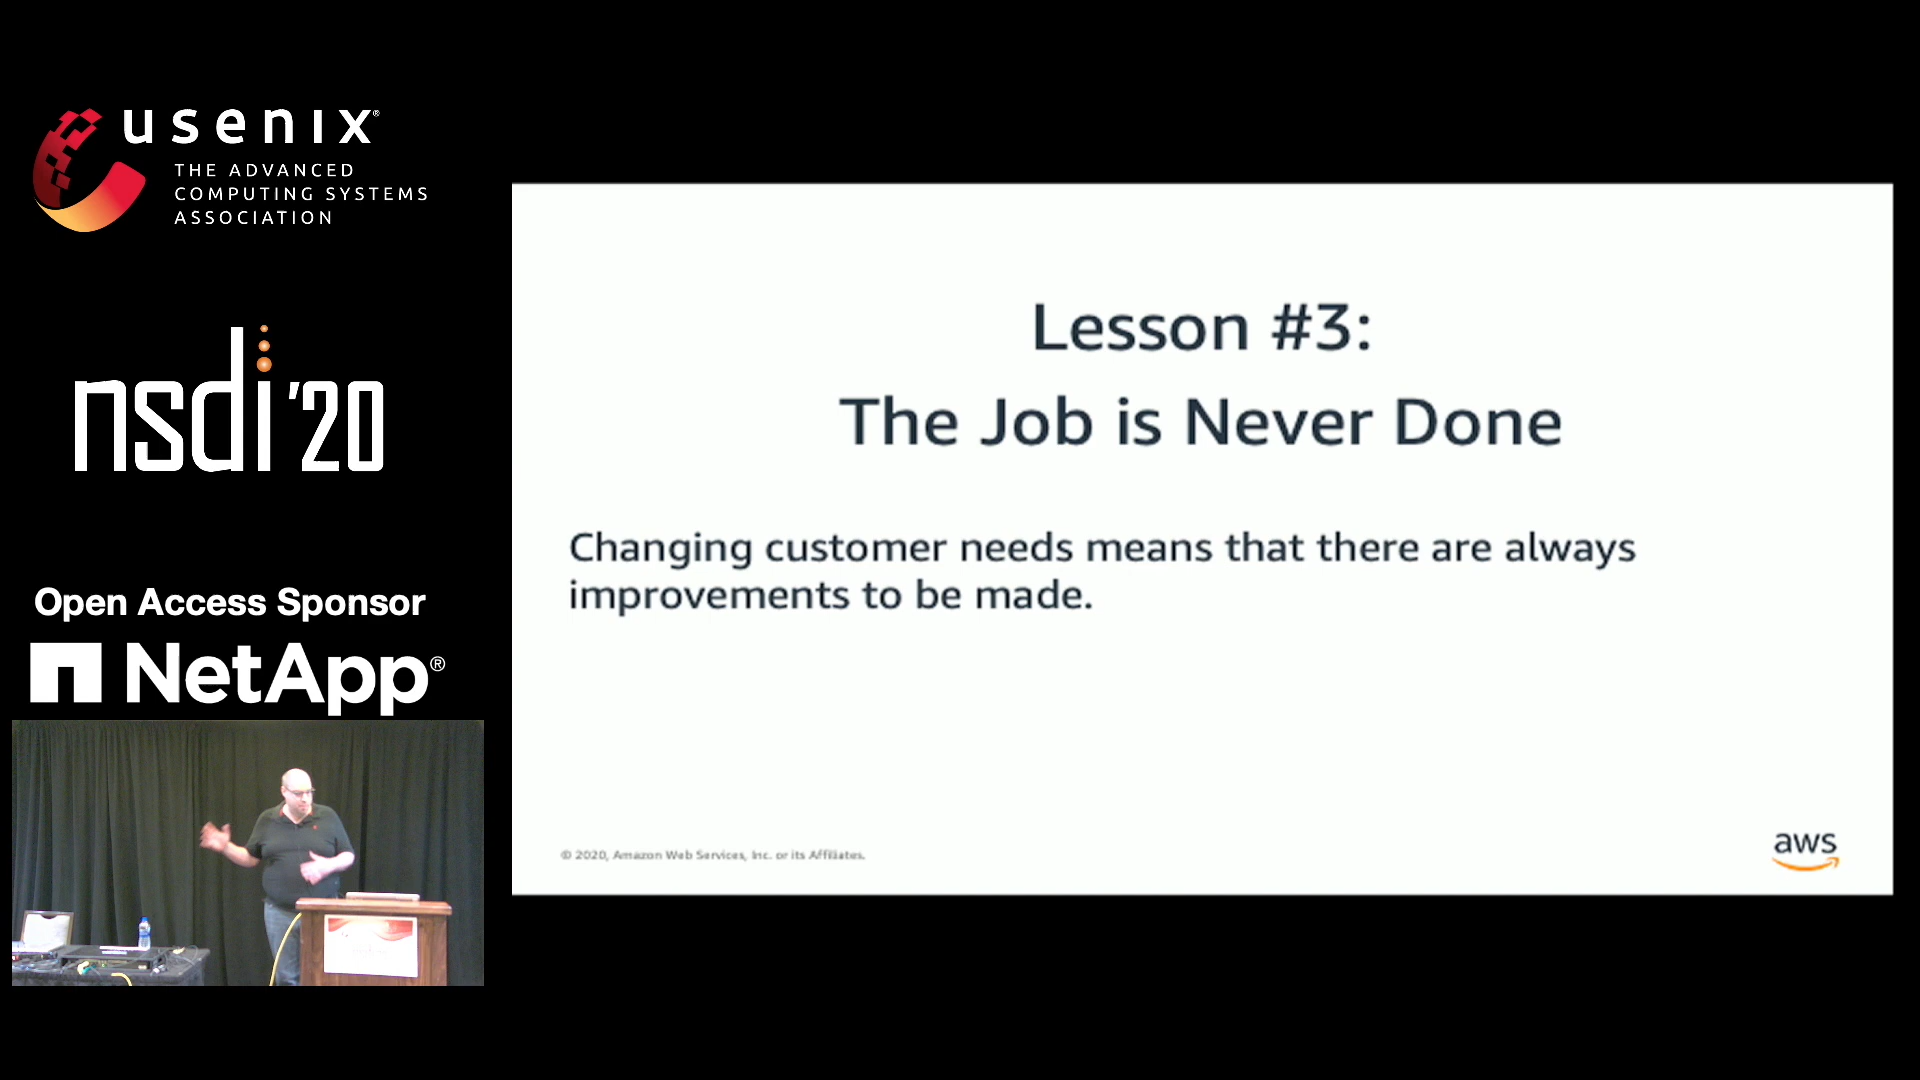 usenix®
THE ADVANCED
COMPUTING SYSTEMS
ASSOCIATION
nsdi'20
Open Access Sponsor
NetApp®
Lesson #3:
The Job is Never Done
Changing customer needs means that there are always
improvements to be made.
© 2020, Amazon Web Services, Inc. or its Affiliates.
aws